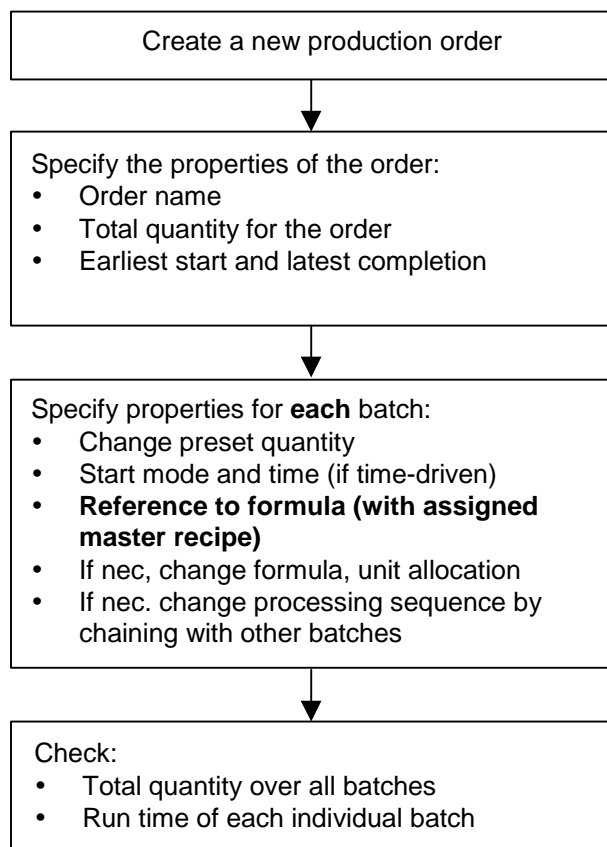 Create a new production order
Specify the properties of the order:
• Order name
• Total quantity for the order
• Earliest start and latest completion
Specify properties for each batch:
• Change preset quantity
• Start mode and time (if time-driven)
• Reference to formula (with assigned
master recipe)
• If nec, change formula, unit allocation
• If nec. change processing sequence by
chaining with other batches
Check:
• Total quantity over all batches
• Run time of each individual batch